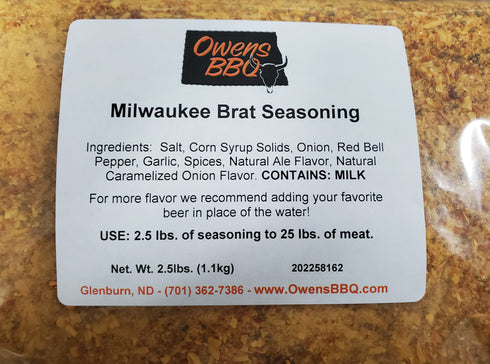 Owens
BBQ
Milwaukee Brat Seasoning
Ingredients: Salt, Corn Syrup Solids, Onion, Red Bell
Pepper, Garlic, Spices, Natural Ale Flavor, Natural
Caramelized Onion Flavor. CONTAINS: MILK
For more flavor we recommend adding your favorite
beer in place of the water!
USE: 2.5 lbs. of seasoning to 25 lbs. of meat.
Net. Wt. 2.5lbs. (1.1kg) 202258162
Glenburn, ND - (701) 362-7386 - www.OwensBBQ.com